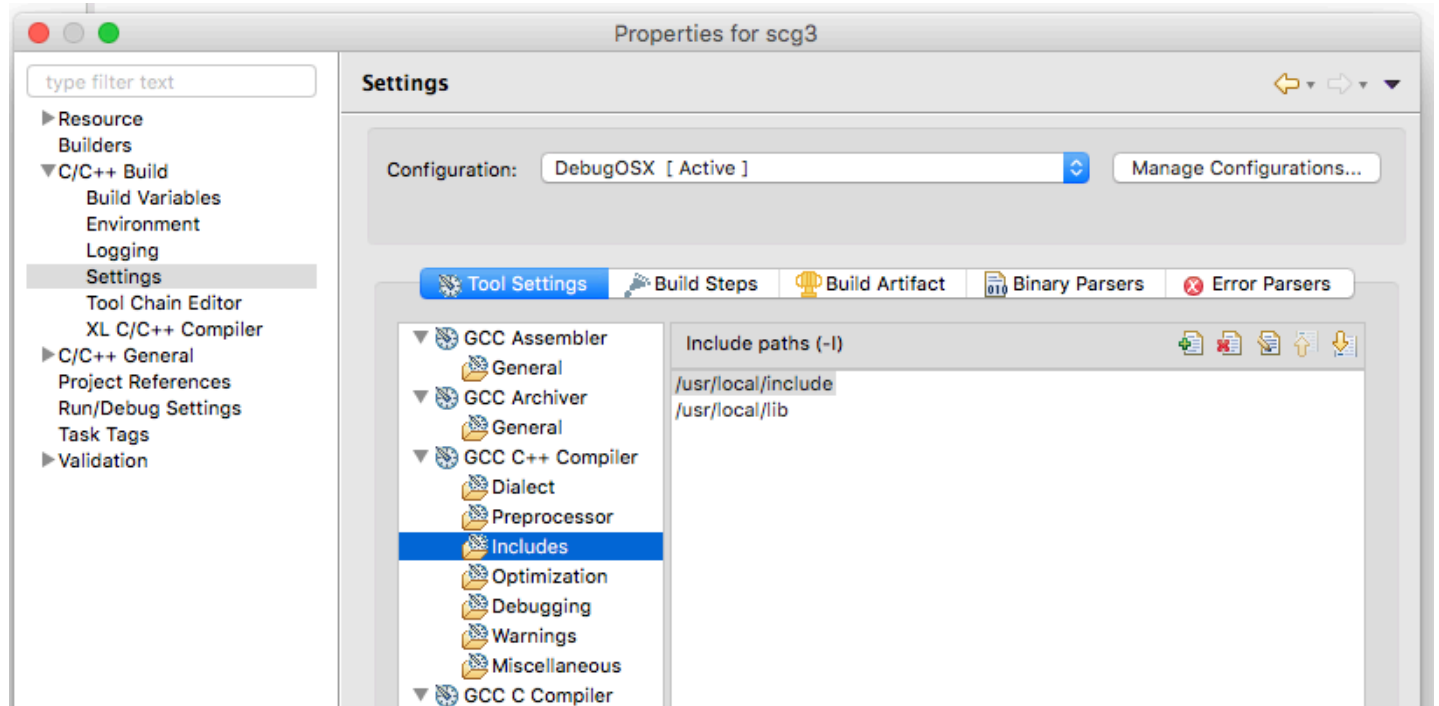 Properties for scg3
type filter text
Resource
Builders
C/C++ Build
Build Variables
Environment
Logging
Settings
Tool Chain Editor
XL C/C++ Compiler
C/C++ General
Project References
Run/Debug Settings
Task Tags
Validation
Settings
Configuration: DebugOSX [ Active ] Manage Configurations...
Tool Settings Build Steps Build Artifact Binary Parsers Error Parsers
GCC Assembler
General
GCC Archiver
General
GCC C++ Compiler
Dialect
Preprocessor
Includes
Optimization
Debugging
Warnings
Miscellaneous
GCC C Compiler
Include paths (-I)
/usr/local/include
/usr/local/lib